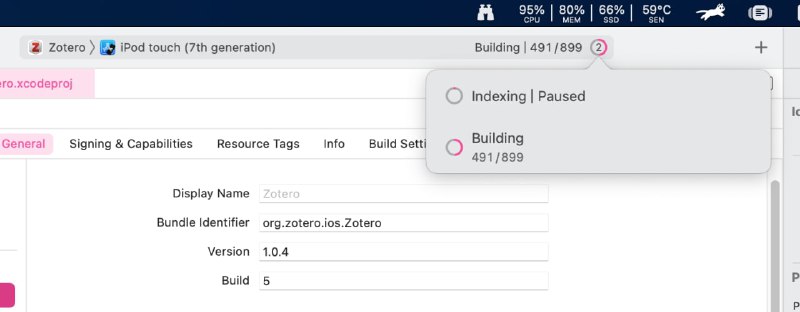 95% 80% 66% 59°C
CPU MEM SSD SEN
Zotero iPod touch (7th generation) Building | 491/899 2
ero.xcodeproj
Indexing | Paused
Building
491/899
General Signing & Capabilities Resource Tags Info Build Setti
Display Name Zotero
Bundle Identifier org.zotero.ios.Zotero
Version 1.0.4
Build 5